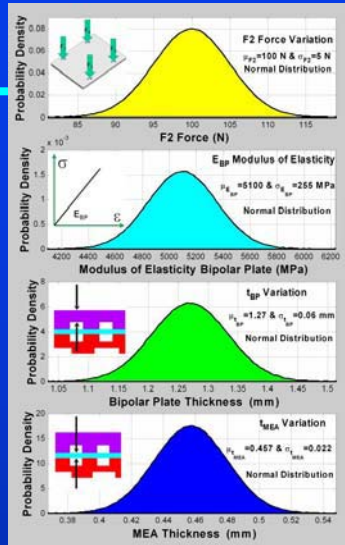 Probability Density
0.08
0.06
0.04
0.02
0
F2 Force Variation
μF2=100 N & σF2=5 N
Normal Distribution
85 90 95 100 105 110 115
F2 Force (N)
Probability Density
x 10⁻³
2
1.5
1
0.5
0
σ
EBP
ε
EBP Modulus of Elasticity
μEBP=5100 & σEBP=255 MPa
Normal Distribution
4200 4400 4600 4800 5000 5200 5400 5600 5800 6000 6200
Modulus of Elasticity Bipolar Plate (MPa)
Probability Density
8
6
4
2
0
tBP Variation
μtBP=1.27 & σtBP=0.06 mm
Normal Distribution
1.05 1.1 1.15 1.2 1.25 1.3 1.35 1.4 1.45 1.5
Bipolar Plate Thickness (mm)
Probability Density
20
15
10
5
0
tMEA Variation
μtMEA=0.457 & σtMEA=0.022
Normal Distribution
0.38 0.4 0.42 0.44 0.46 0.48 0.5 0.52 0.54
MEA Thickness (mm)